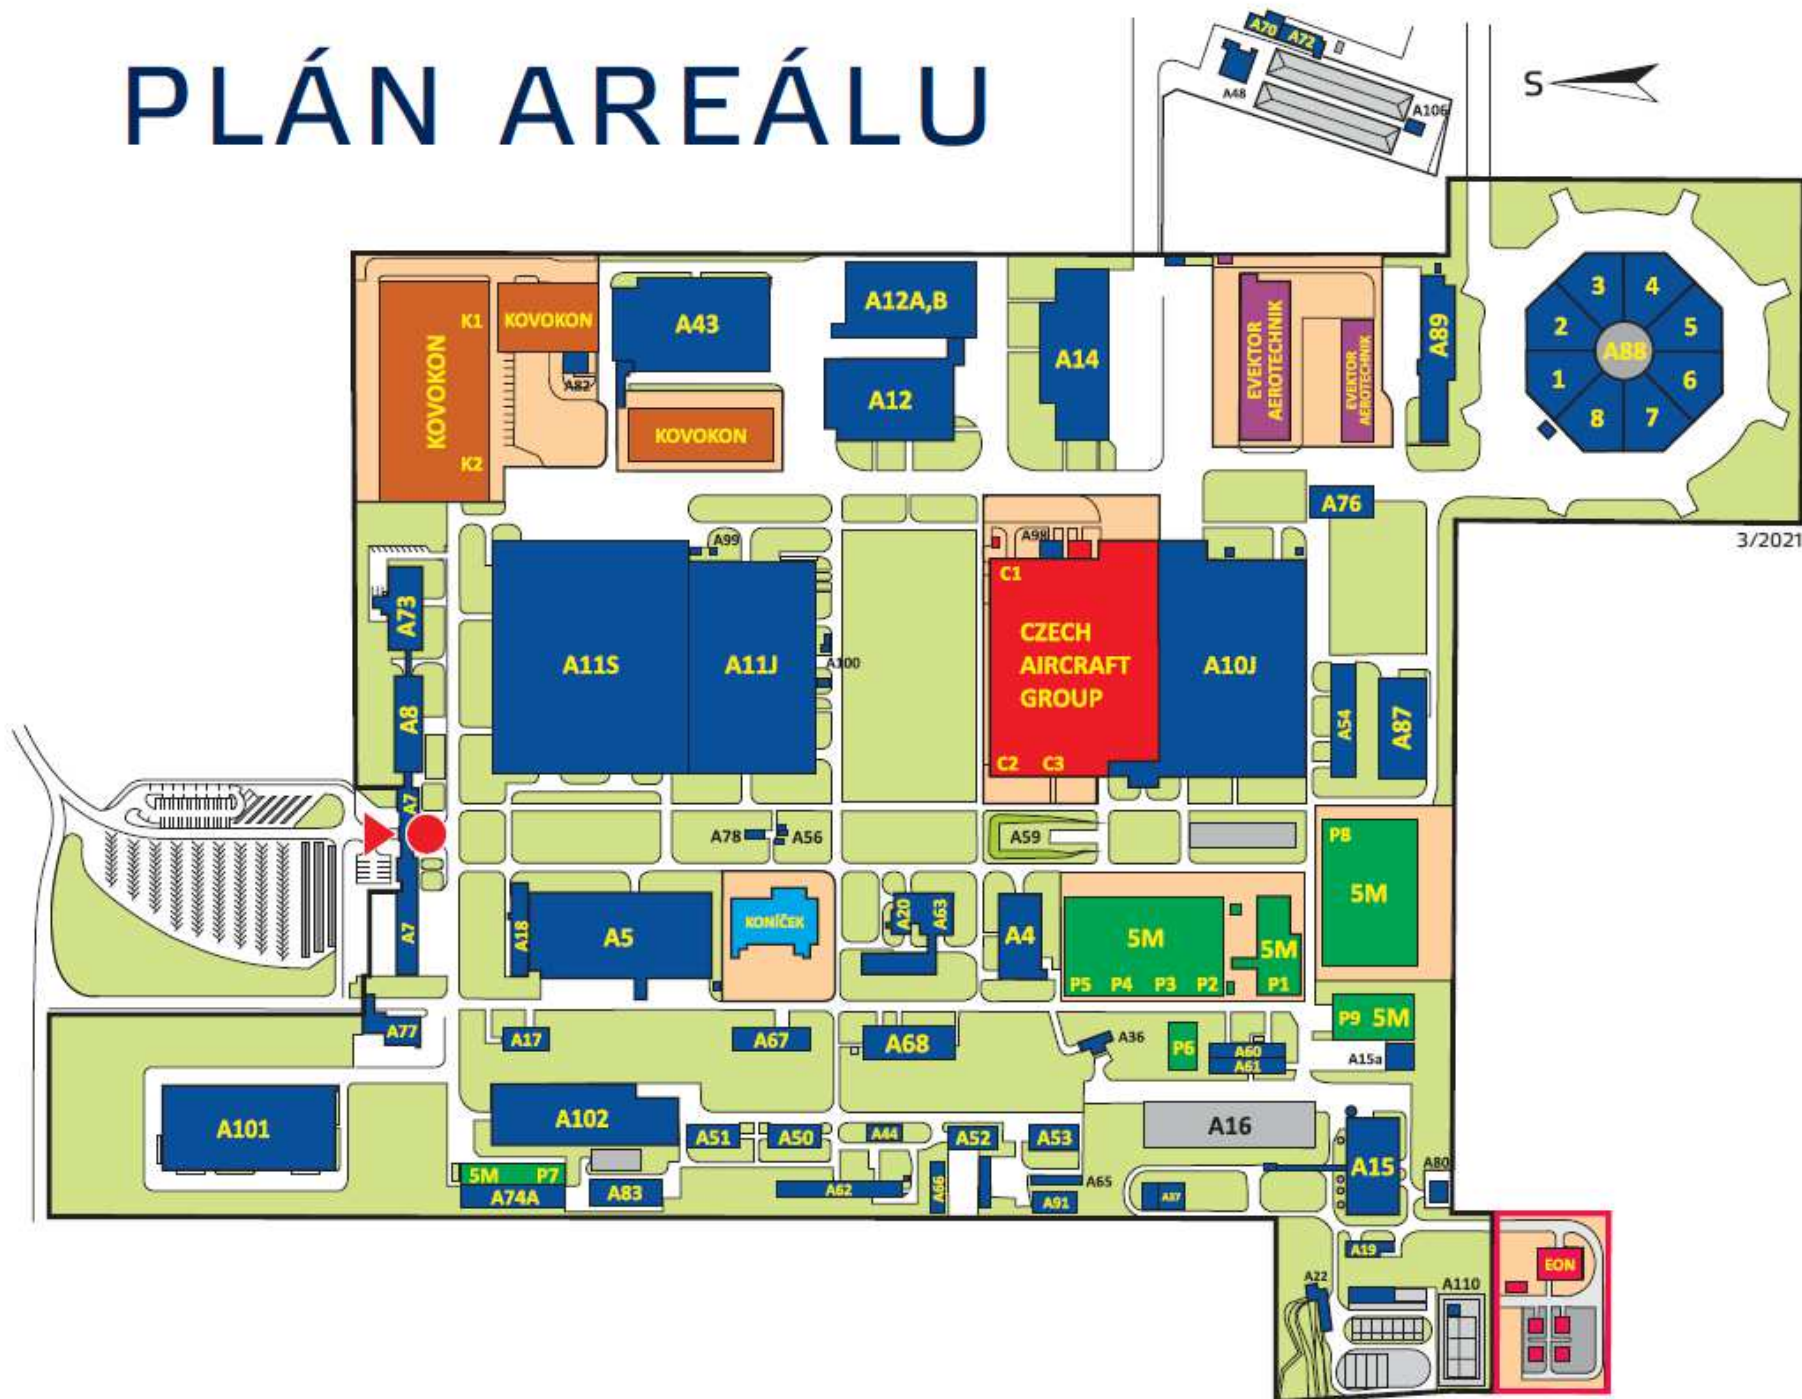 PLÁN AREÁLU
A70
A72
A48
A106
S
3/2021
KOVOKON
K1
K2
KOVOKON
A82
A43
KOVOKON
A12A,B
A12
A14
EVEKTOR
AEROTECHNIK
EVEKTOR
AEROTECHNIK
A89
A88
1
2
3
4
5
6
7
8
A76
A73
A8
A7
A7
A11S
A11J
A99
A100
A98
C1
CZECH
AIRCRAFT
GROUP
C2
C3
A10J
A54
A87
A78
A56
A59
P8
5M
A18
A5
KONÍČEK
A20
A63
A4
5M
P5
P4
P3
P2
5M
P1
P9
5M
A77
A17
A67
A68
A36
P6
A60
A61
A15a
A101
A102
A51
A50
A44
A52
A53
A16
A15
A80
5M
P7
A74A
A83
A62
A66
A65
A91
A19
A22
A110
EON